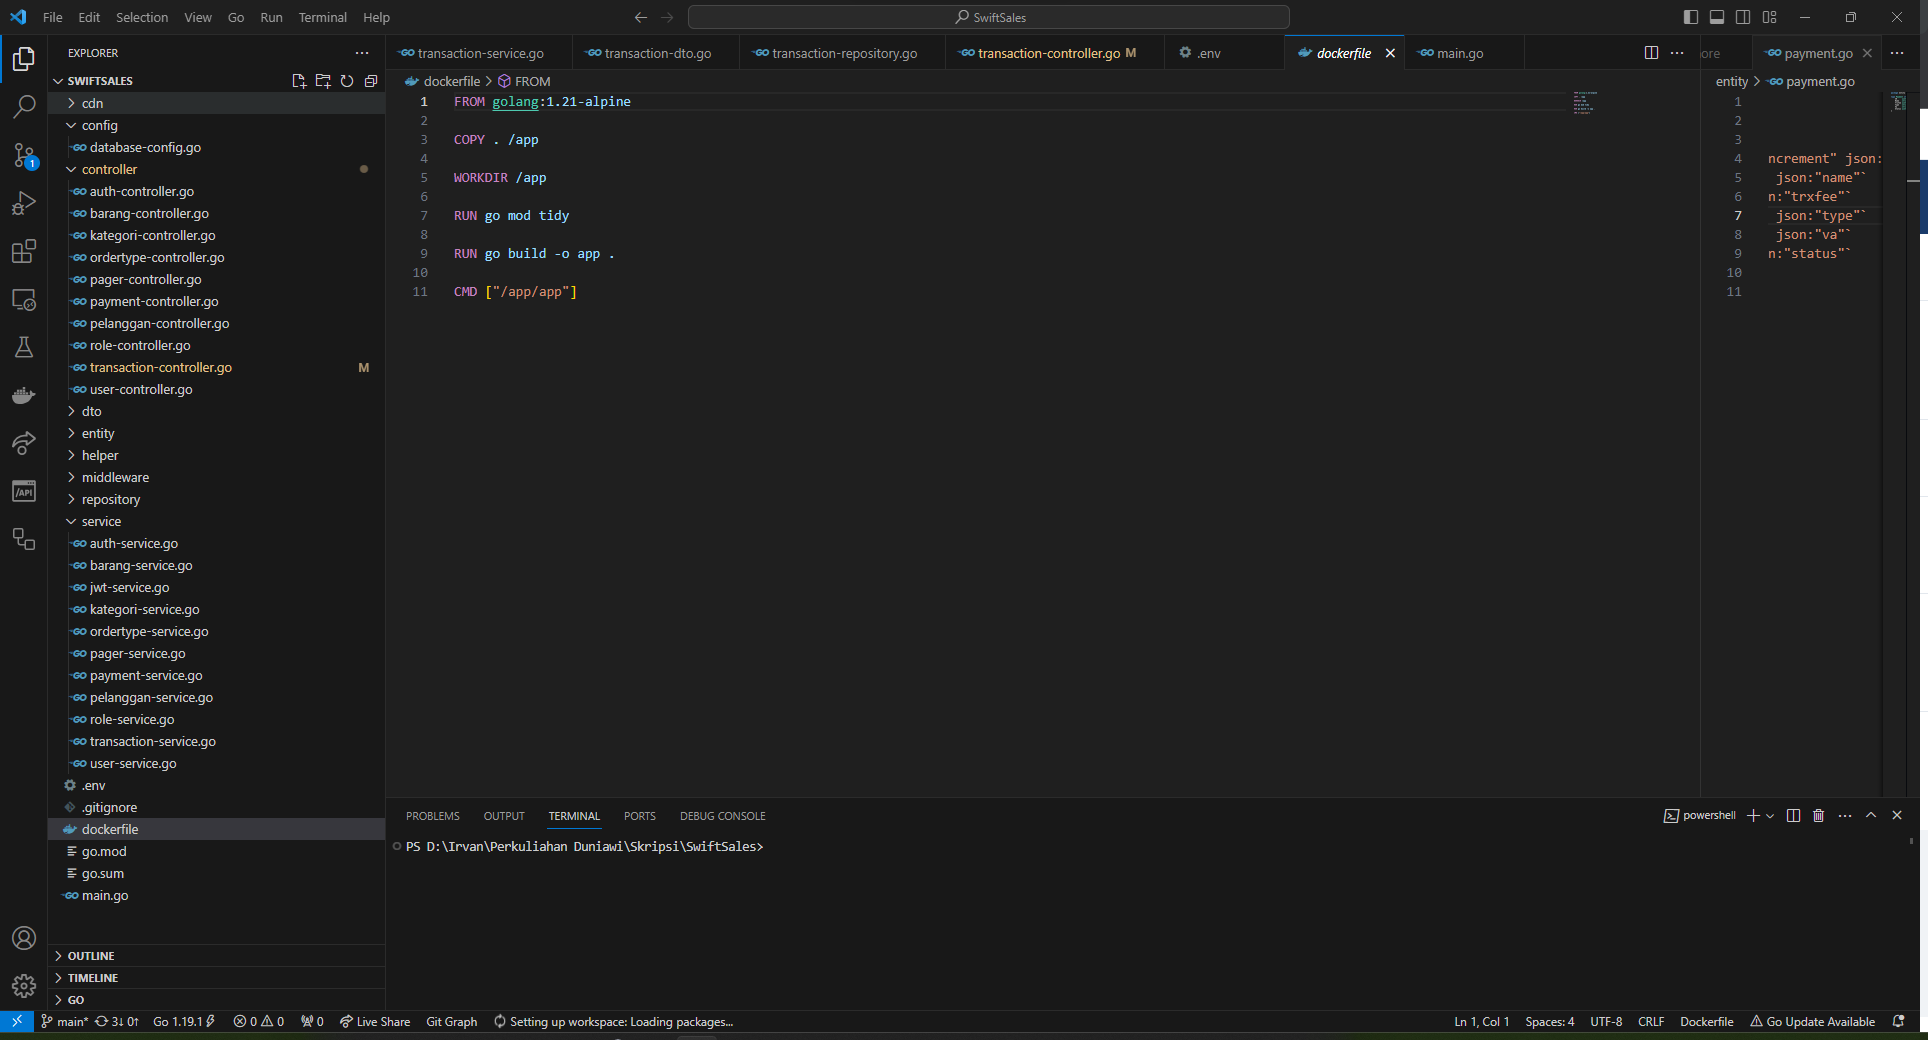 File Edit Selection View Go Run Terminal Help
SwiftSales
EXPLORER
SWIFTSALES
cdn
config
database-config.go
controller
auth-controller.go
barang-controller.go
kategori-controller.go
ordertype-controller.go
pager-controller.go
payment-controller.go
pelanggan-controller.go
role-controller.go
transaction-controller.go M
user-controller.go
dto
entity
helper
middleware
repository
service
auth-service.go
barang-service.go
jwt-service.go
kategori-service.go
ordertype-service.go
pager-service.go
payment-service.go
pelanggan-service.go
role-service.go
transaction-service.go
user-service.go
.env
.gitignore
dockerfile
go.mod
go.sum
main.go
OUTLINE
TIMELINE
GO
transaction-service.go transaction-dto.go transaction-repository.go transaction-controller.go M .env dockerfile main.go
dockerfile > FROM
1 FROM golang:1.21-alpine
2
3 COPY . /app
4
5 WORKDIR /app
6
7 RUN go mod tidy
8
9 RUN go build -o app .
10
11 CMD ["/app/app"]
ore payment.go
entity > payment.go
1
2
3
4 ncrement" json:
5 json:"name"`
6 n:"trxfee"`
7 json:"type"`
8 json:"va"`
9 n:"status"`
10
11
PROBLEMS OUTPUT TERMINAL PORTS DEBUG CONSOLE
powershell
PS D:\Irvan\Perkuliahan Duniawi\Skripsi\SwiftSales>
main* 3↓ 0↑ Go 1.19.1 0 0 0 Live Share Git Graph Setting up workspace: Loading packages...
Ln 1, Col 1 Spaces: 4 UTF-8 CRLF Dockerfile Go Update Available